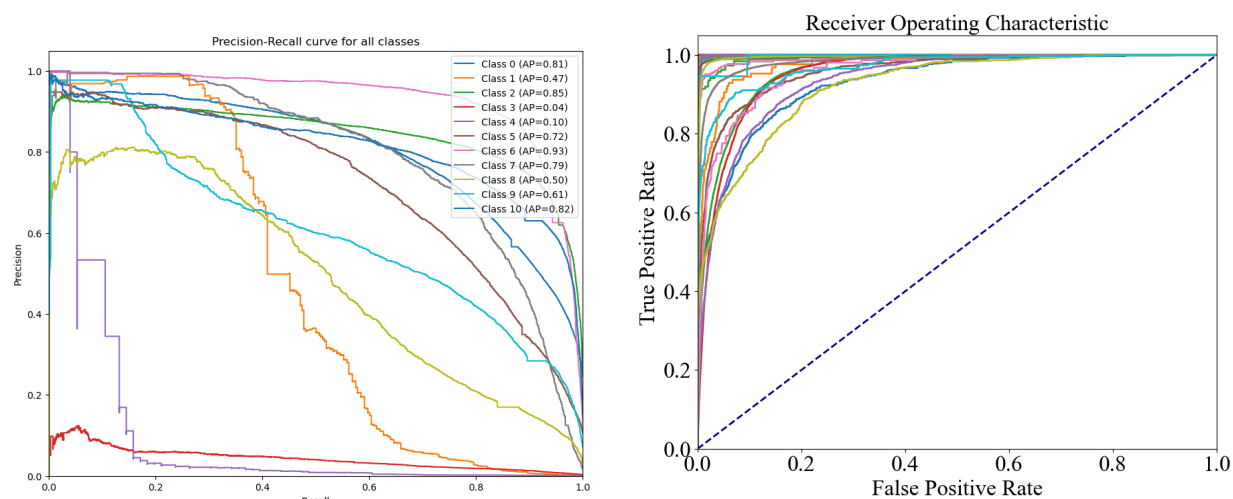 Precision-Recall curve for all classes
1.0
0.8
0.6
0.4
0.2
0.0
Precision
0.0 0.2 0.4 0.6 0.8 1.0
Class 0 (AP=0.81)
Class 1 (AP=0.47)
Class 2 (AP=0.85)
Class 3 (AP=0.04)
Class 4 (AP=0.10)
Class 5 (AP=0.72)
Class 6 (AP=0.93)
Class 7 (AP=0.79)
Class 8 (AP=0.50)
Class 9 (AP=0.61)
Class 10 (AP=0.82)
Receiver Operating Characteristic
1.0
0.8
0.6
0.4
0.2
0.0
True Positive Rate
0.0 0.2 0.4 0.6 0.8 1.0
False Positive Rate